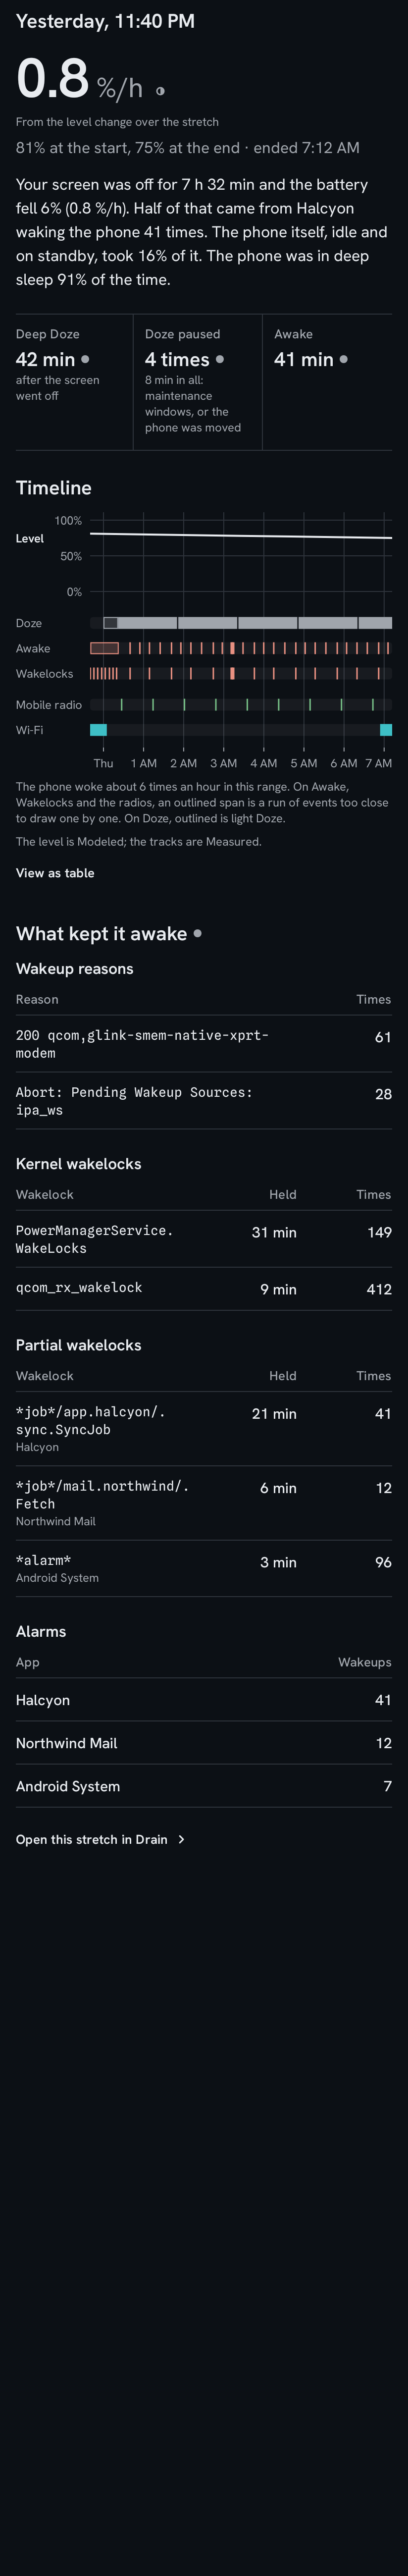 Yesterday, 11:40 PM
0.8 %/h
From the level change over the stretch
81% at the start, 75% at the end · ended 7:12 AM
Your screen was off for 7 h 32 min and the battery
fell 6% (0.8 %/h). Half of that came from Halcyon
waking the phone 41 times. The phone itself, idle and
on standby, took 16% of it. The phone was in deep
sleep 91% of the time.
Deep Doze
42 min
after the screen
went off
Doze paused
4 times
8 min in all:
maintenance
windows, or the
phone was moved
Awake
41 min
Timeline
100%
Level
50%
0%
Doze
Awake
Wakelocks
Mobile radio
Wi-Fi
Thu 1 AM 2 AM 3 AM 4 AM 5 AM 6 AM 7 AM
The phone woke about 6 times an hour in this range. On Awake,
Wakelocks and the radios, an outlined span is a run of events too close
to draw one by one. On Doze, outlined is light Doze.
The level is Modeled; the tracks are Measured.
View as table
What kept it awake
Wakeup reasons
Reason Times
200 qcom,glink-smem-native-xprt- 61
modem
Abort: Pending Wakeup Sources: 28
ipa_ws
Kernel wakelocks
Wakelock Held Times
PowerManagerService. 31 min 149
WakeLocks
qcom_rx_wakelock 9 min 412
Partial wakelocks
Wakelock Held Times
*job*/app.halcyon/. 21 min 41
sync.SyncJob
Halcyon
*job*/mail.northwind/. 6 min 12
Fetch
Northwind Mail
*alarm* 3 min 96
Android System
Alarms
App Wakeups
Halcyon 41
Northwind Mail 12
Android System 7
Open this stretch in Drain